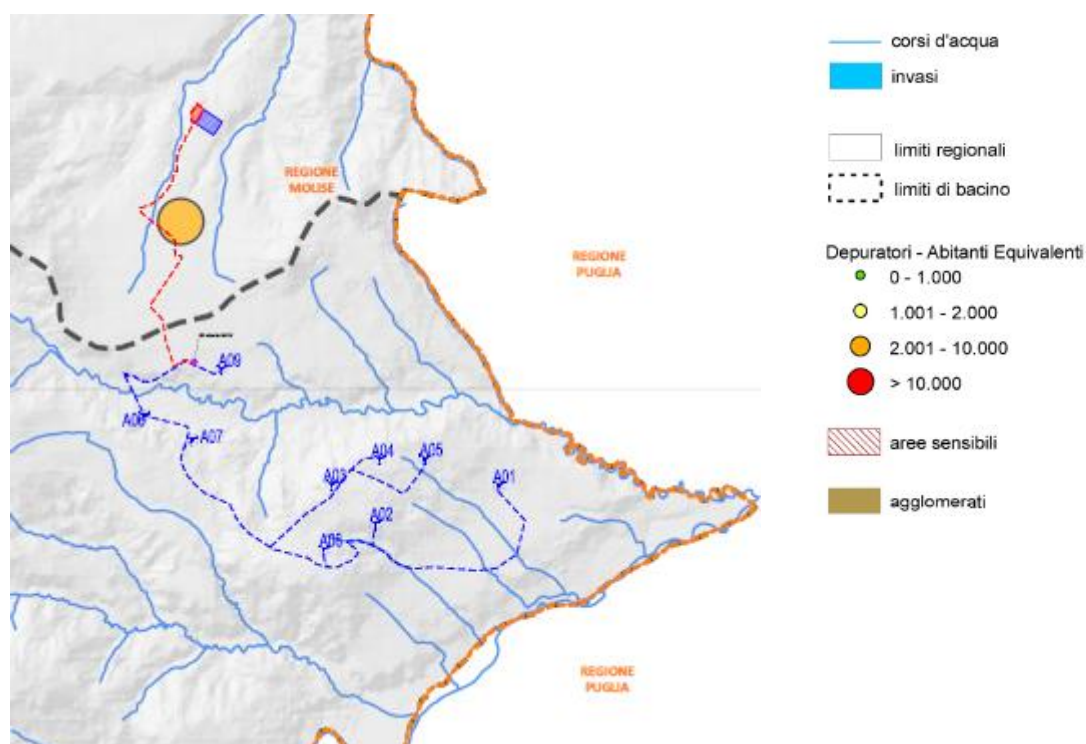 corsi d'acqua
invasi
limiti regionali
limiti di bacino
Depuratori - Abitanti Equivalenti
0 - 1.000
1.001 - 2.000
2.001 - 10.000
> 10.000
aree sensibili
agglomerati
REGIONE
MOLISE
REGIONE
PUGLIA
A09
A07
A04
A05
A03
A01
A02
REGIONE
PUGLIA